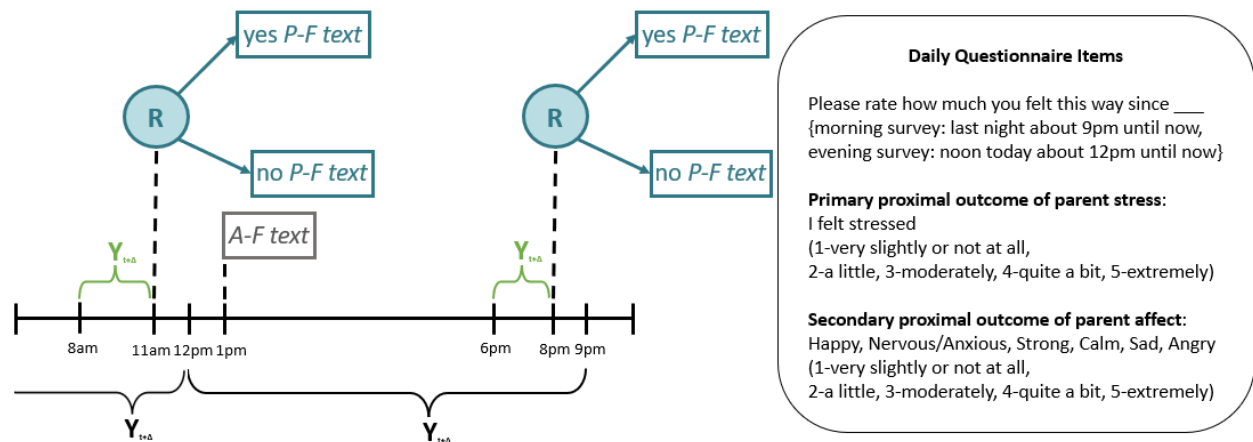 yes P-F text
yes P-F text
R
R
no P-F text
no P-F text
A-F text
Y t+Δ
Y t+Δ
8am
11am
12pm
1pm
6pm
8pm
9pm
Y t+Δ
Y t+Δ
Daily Questionnaire Items
Please rate how much you felt this way since ___
{morning survey: last night about 9pm until now,
evening survey: noon today about 12pm until now}
Primary proximal outcome of parent stress:
I felt stressed
(1-very slightly or not at all,
2-a little, 3-moderately, 4-quite a bit, 5-extremely)
Secondary proximal outcome of parent affect:
Happy, Nervous/Anxious, Strong, Calm, Sad, Angry
(1-very slightly or not at all,
2-a little, 3-moderately, 4-quite a bit, 5-extremely)